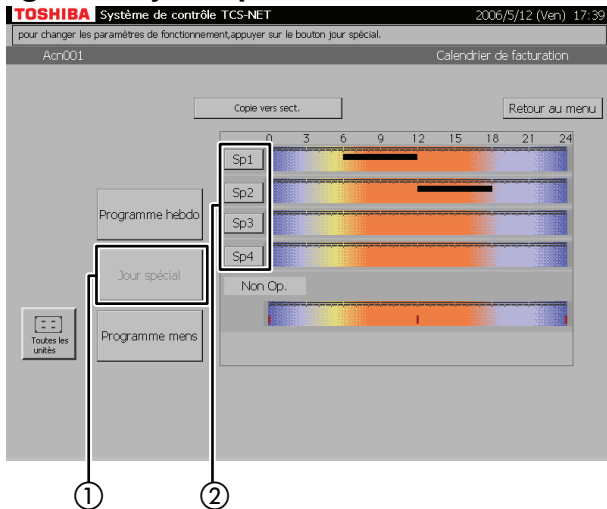 TOSHIBA Système de contrôle TCS-NET 2006/5/12 (Ven) 17:39
pour changer les paramètres de fonctionnement,appuyer sur le bouton jour spécial.
Acn001 Calendrier de facturation
Copie vers sect. Retour au menu
0 3 6 9 12 15 18 21 24
Sp1
Sp2
Programme hebdo
Sp3
Sp4
Jour spécial
Non Op.
Toutes les
unités
Programme mens
① ②